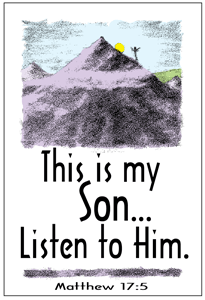 This is my
Son...
Listen to Him.
Matthew 17:5